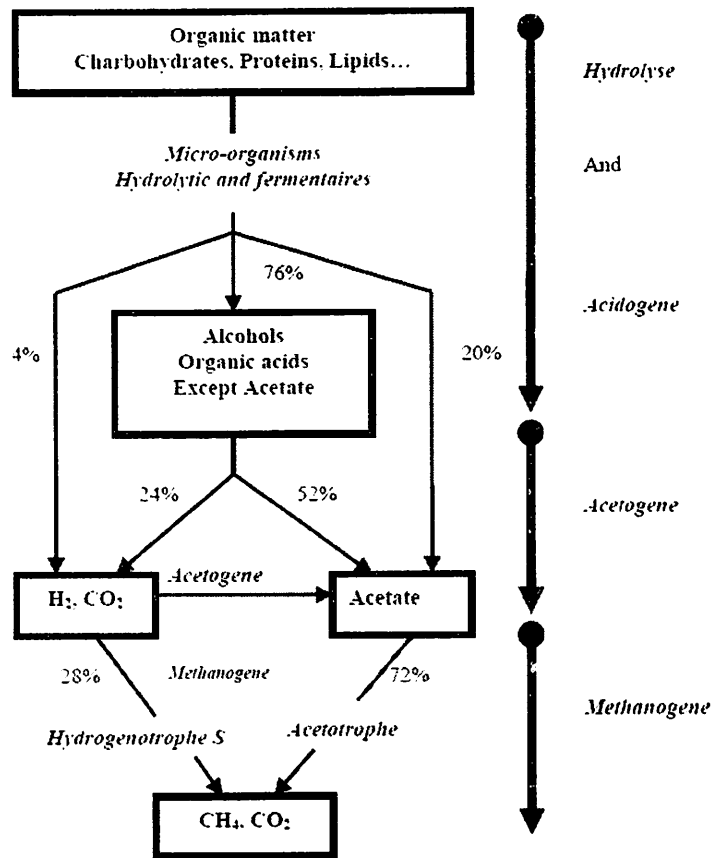 Organic matter
Charbohydrates, Proteins, Lipids...
Hydrolyse
Micro-organisms
Hydrolytic and fermentaires
And
76%
Acidogene
4%
Alcohols
Organic acids
Except Acetate
20%
24%
52%
Acetogene
Acetogene
H₂, CO₂
Acetate
28%
Methanogene
72%
Methanogene
Hydrogenotrophe S
Acetotrophe
CH₄, CO₂